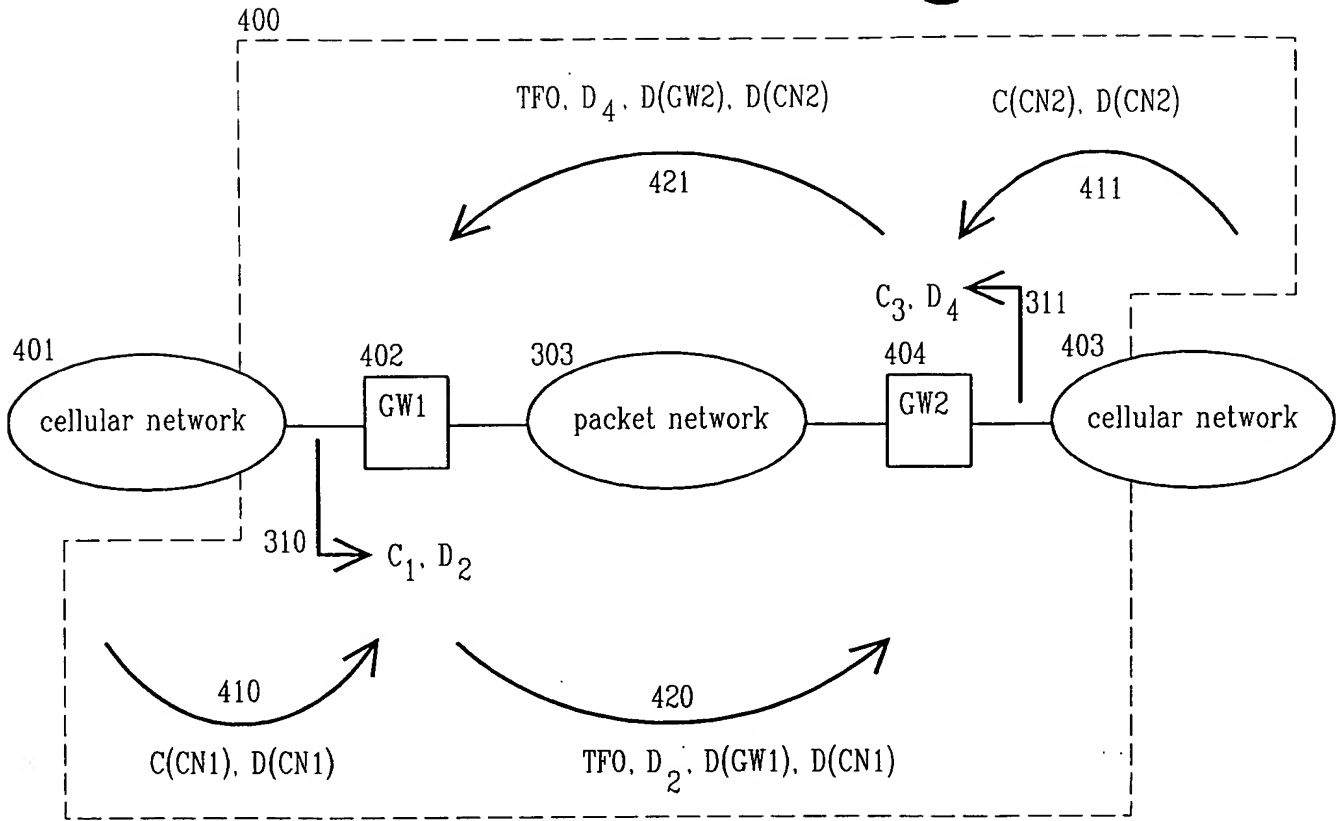 400
TFO, D4, D(GW2), D(CN2)
C(CN2), D(CN2)
421
411
C3, D4
311
401
402
303
404
403
cellular network
GW1
packet network
GW2
cellular network
310
C1, D2
410
420
C(CN1), D(CN1)
TFO, D2, D(GW1), D(CN1)